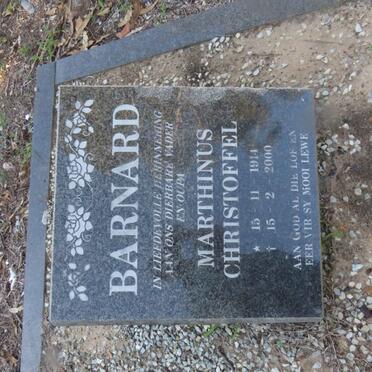 BARNARD
IN LIEFDEVOLLE HERINNERING
AAN ONS DIERBARE VADER
EN OUPA
MARTHINUS
CHRISTOFFEL
* 15 11 1914
† 15 2 2000
AAN GOD AL DIE LOF EN
EER VIR SY MOOI LEWE